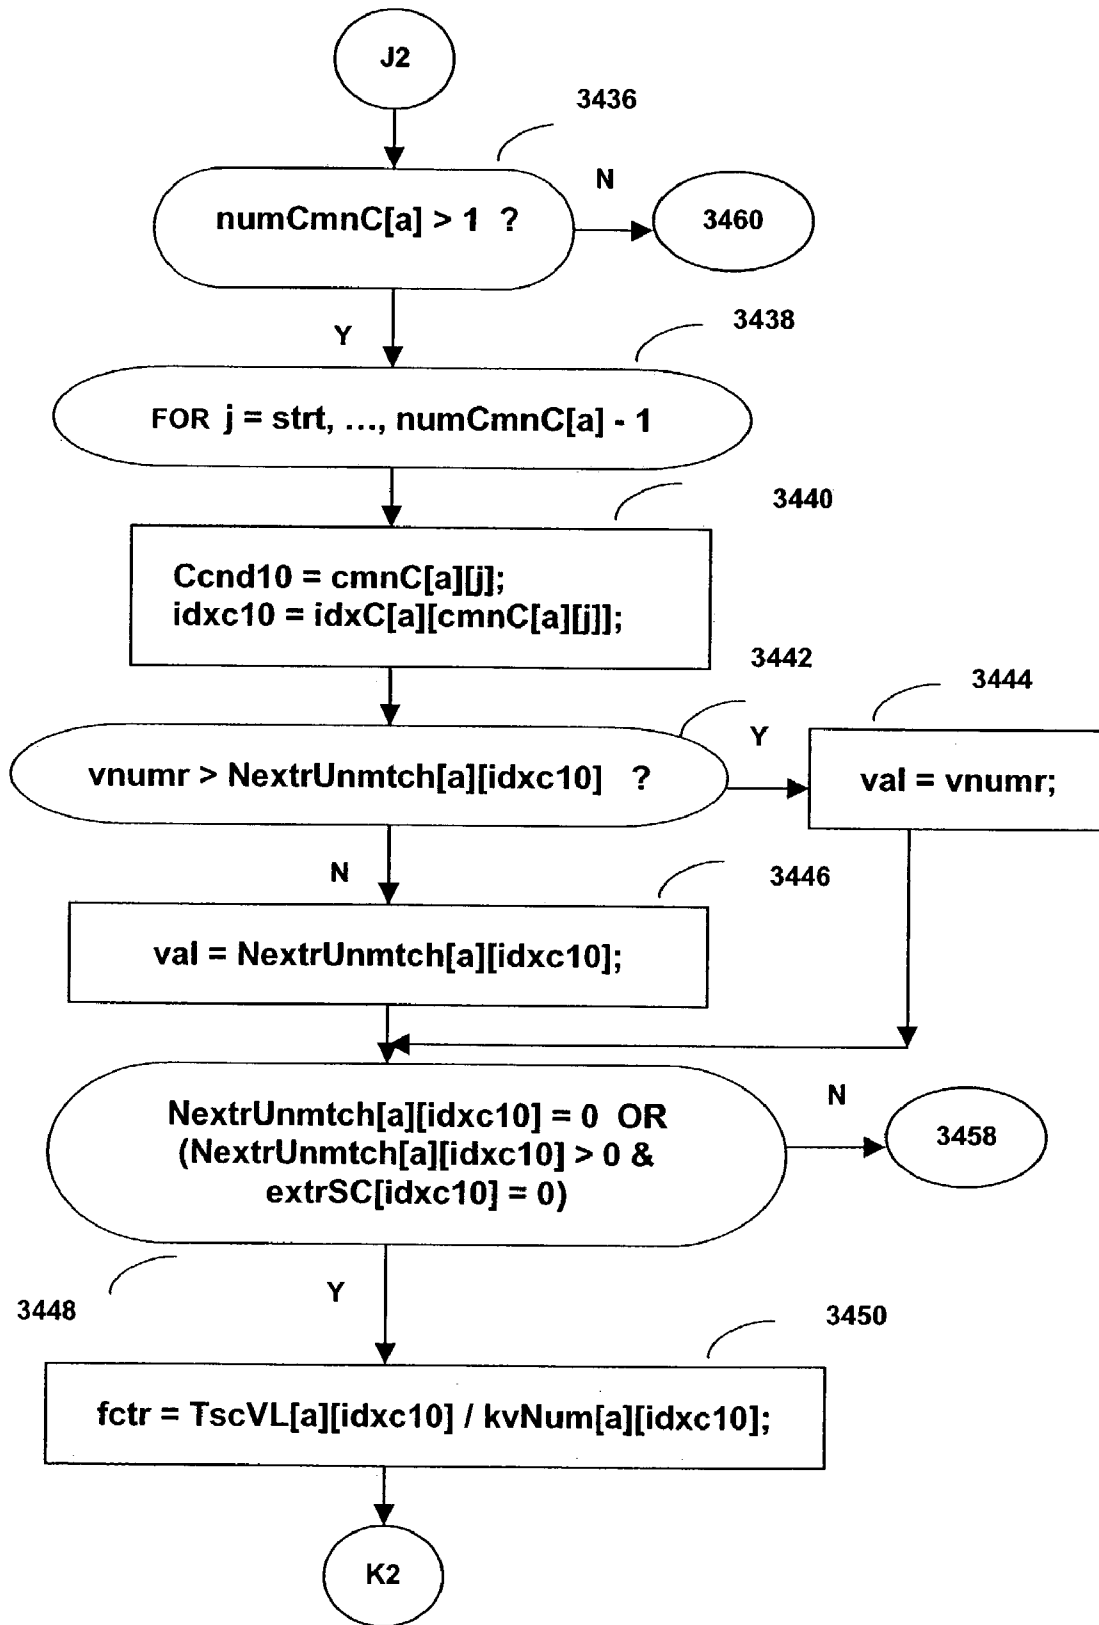 J2
3436
numCmnC[a] > 1 ?
N
3460
Y
3438
FOR j = strt, ..., numCmnC[a] - 1
3440
Ccnd10 = cmnC[a][j];
idxc10 = idxC[a][cmnC[a][j]];
3442
3444
vnumr > NextrUnmtch[a][idxc10] ?
Y
val = vnumr;
N
3446
val = NextrUnmtch[a][idxc10];
NextrUnmtch[a][idxc10] = 0 OR
(NextrUnmtch[a][idxc10] > 0 &
extrSC[idxc10] = 0)
N
3458
3448
Y
3450
fctr = TscVL[a][idxc10] / kvNum[a][idxc10];
K2